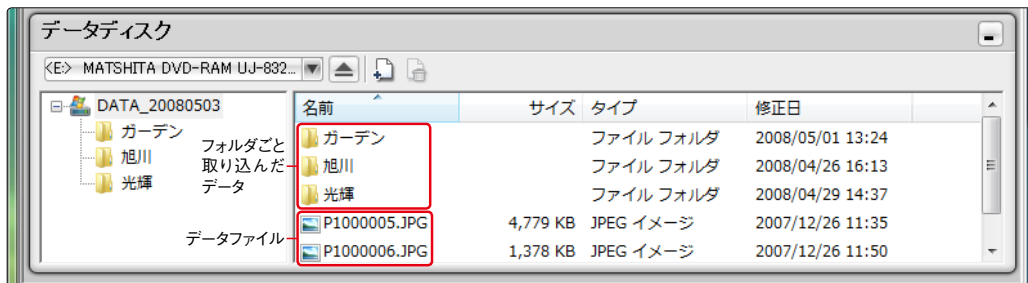 データディスク
<E:> MATSHITA DVD-RAM UJ-832...
DATA_20080503
ガーデン
旭川
光輝
フォルダごと
取り込んだ
データ
データファイル
名前 サイズ タイプ 修正日
ガーデン ファイル フォルダ 2008/05/01 13:24
旭川 ファイル フォルダ 2008/04/26 16:13
光輝 ファイル フォルダ 2008/04/29 14:37
P1000005.JPG 4,779 KB JPEG イメージ 2007/12/26 11:35
P1000006.JPG 1,378 KB JPEG イメージ 2007/12/26 11:50